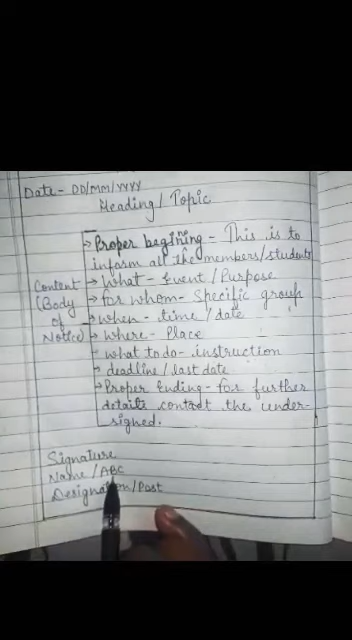 Date - DD/MM/YYYY
Heading / Topic
→ Proper begining - This is to
inform all the members/students
Content → What - Event / Purpose
(Body → for whom - Specific group
of → when - time / date
Notice) → Where - Place
what to do - instruction
→ deadline / last date
→ Proper Ending - for further
details contact the under-
signed.
Signature
Name / ABC
Designation/Post